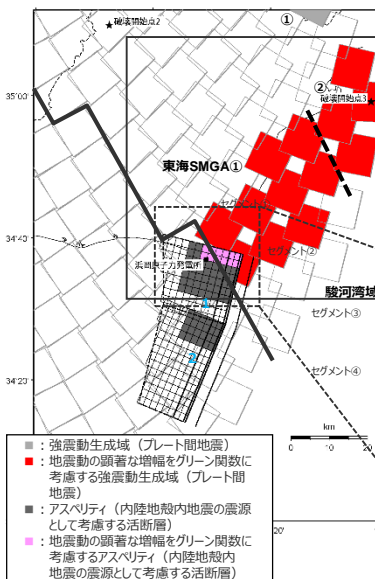 ①
★破壊開始点2
②
破壊開始点3
35°00'
東海SMGA①
セグメント②
34°40'
浜岡原子力発電所
1
駿河湾域
セグメント③
2
セグメント④
34°20'
km
0 10 20
■：強震動生成域（プレート間地震）
■：地震動の顕著な増幅をグリーン関数に
考慮する強震動生成域（プレート間
地震）
■：アスペリティ（内陸地殻内地震の震源
として考慮する活断層）
■：地震動の顕著な増幅をグリーン関数に
考慮するアスペリティ（内陸地殻内
地震の震源として考慮する活断層）
20'